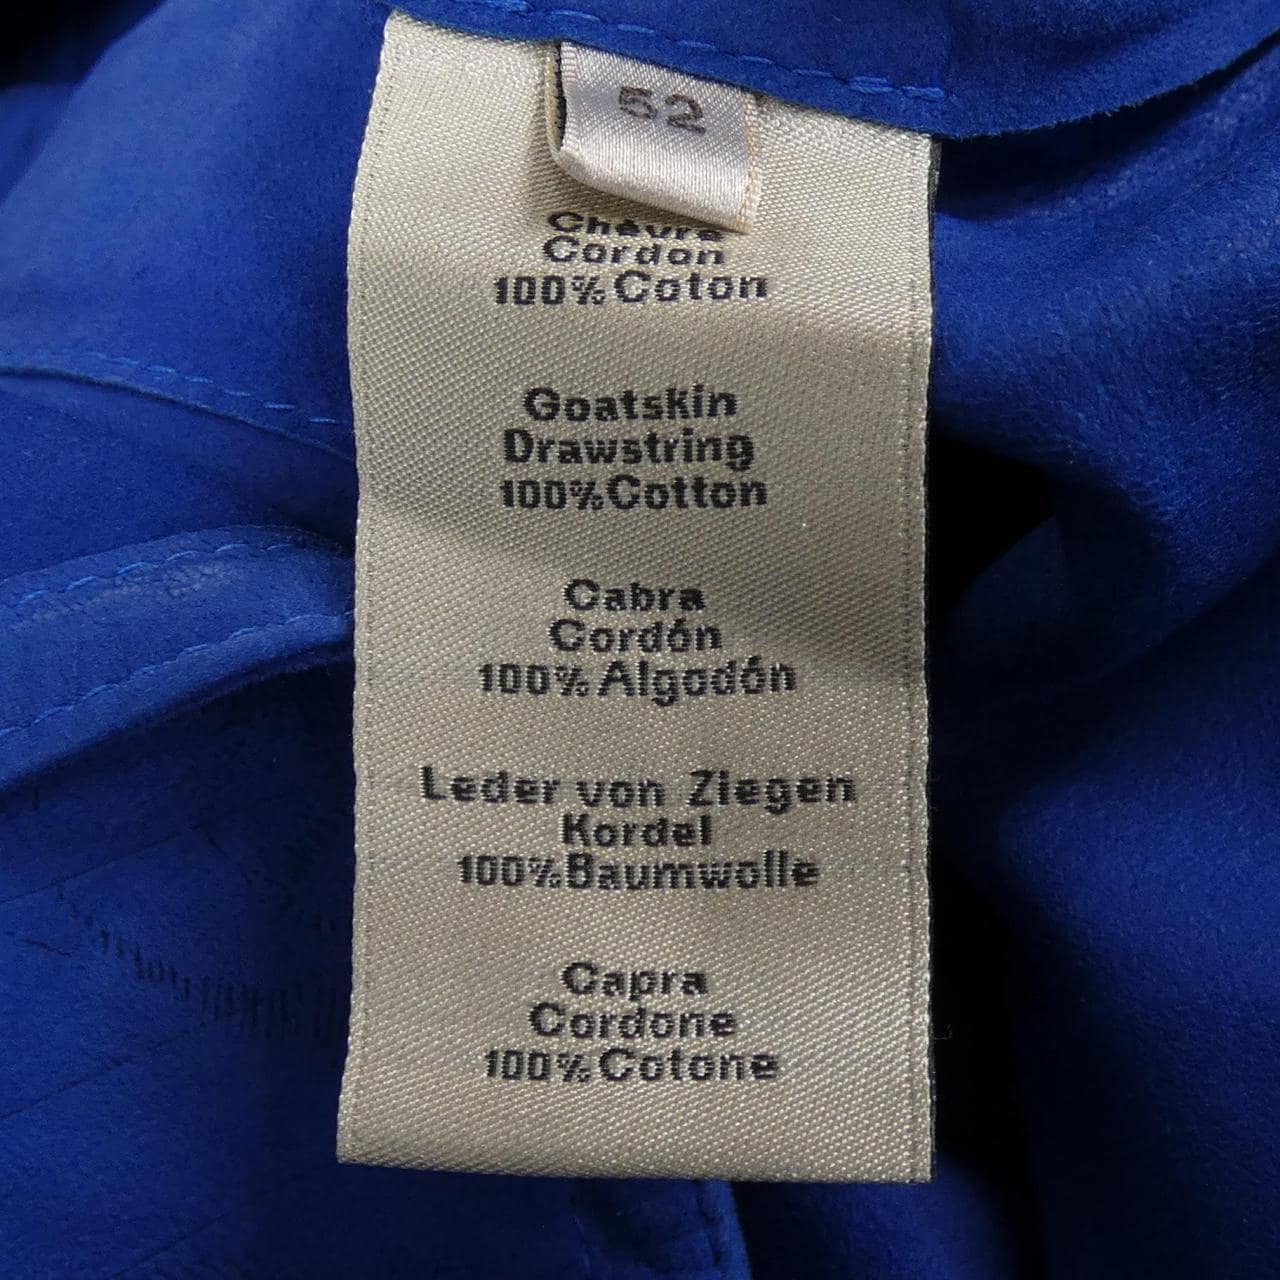 52
Chèvre
Cordon
100% Coton
Goatskin
Drawstring
100% Cotton
Cabra
Cordón
100% Algodón
Leder von Ziegen
Kordel
100% Baumwolle
Capra
Cordone
100% Cotone